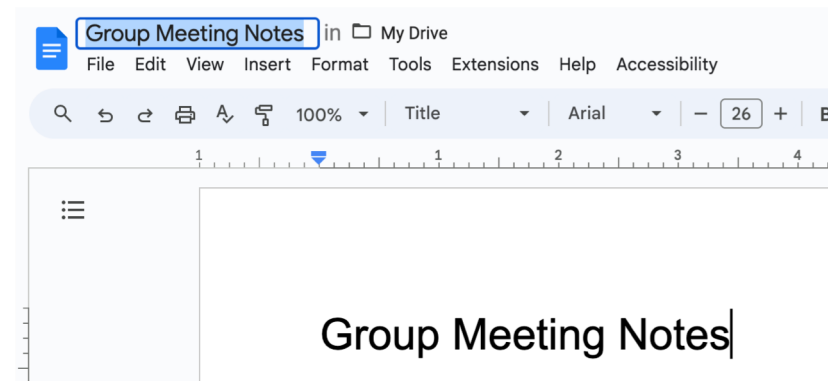 Group Meeting Notes in My Drive
File Edit View Insert Format Tools Extensions Help Accessibility
100% Title Arial 26 B
1 1 2 3 4
Group Meeting Notes